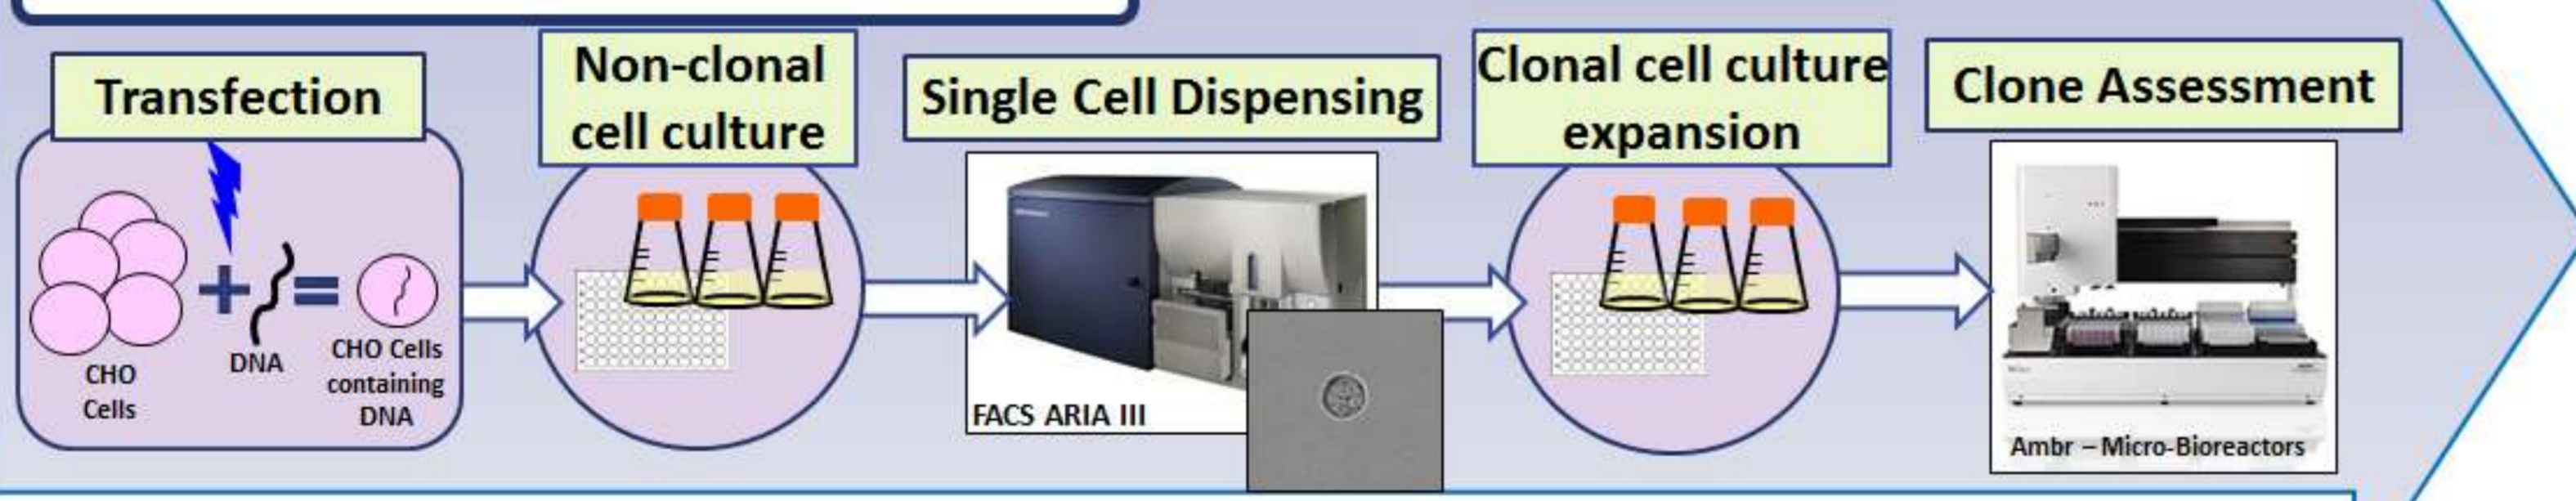 Transfection
CHO
Cells
DNA
CHO Cells
containing
DNA
Non-clonal
cell culture
Single Cell Dispensing
FACS ARIA III
Clonal cell culture
expansion
Clone Assessment
Ambr – Micro-Bioreactors